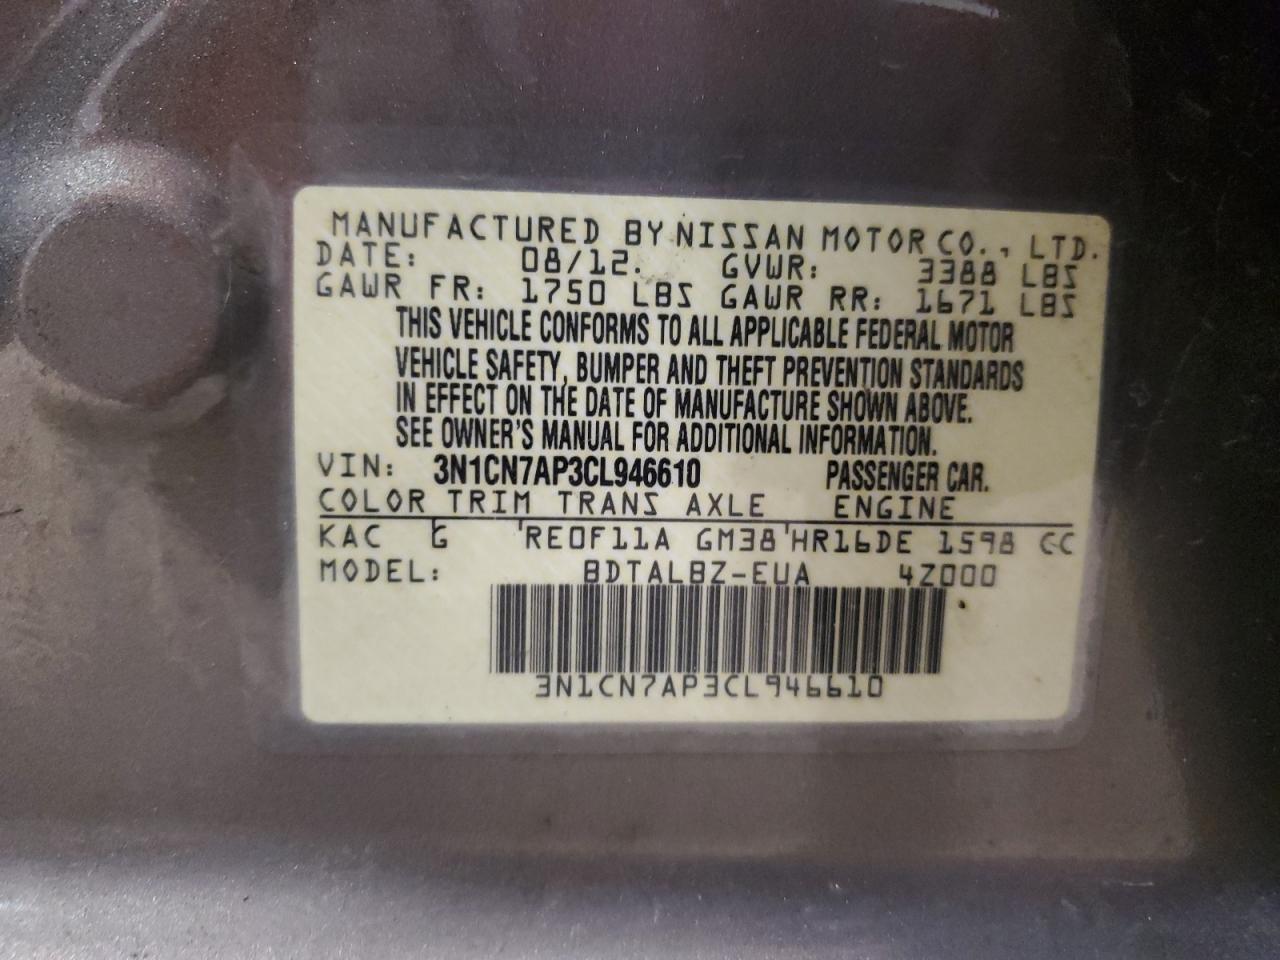 MANUFACTURED BY NISSAN MOTOR CO., LTD.
DATE: 08/12. GVWR: 3388 LBS
GAWR FR: 1750 LBS GAWR RR: 1671 LBS
THIS VEHICLE CONFORMS TO ALL APPLICABLE FEDERAL MOTOR
VEHICLE SAFETY, BUMPER AND THEFT PREVENTION STANDARDS
IN EFFECT ON THE DATE OF MANUFACTURE SHOWN ABOVE.
SEE OWNER'S MANUAL FOR ADDITIONAL INFORMATION.
VIN: 3N1CN7AP3CL946610 PASSENGER CAR.
COLOR TRIM TRANS AXLE ENGINE
KAC G RE0F11A GM38 HR16DE 1598 CC
MODEL: BDTALBZ-EUA 4Z000
3N1CN7AP3CL946610